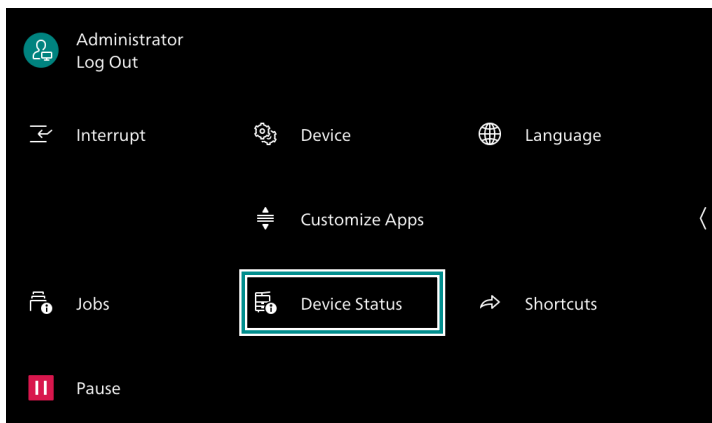 Administrator
Log Out
Interrupt
Device
Language
Customize Apps
Jobs
Device Status
Shortcuts
Pause